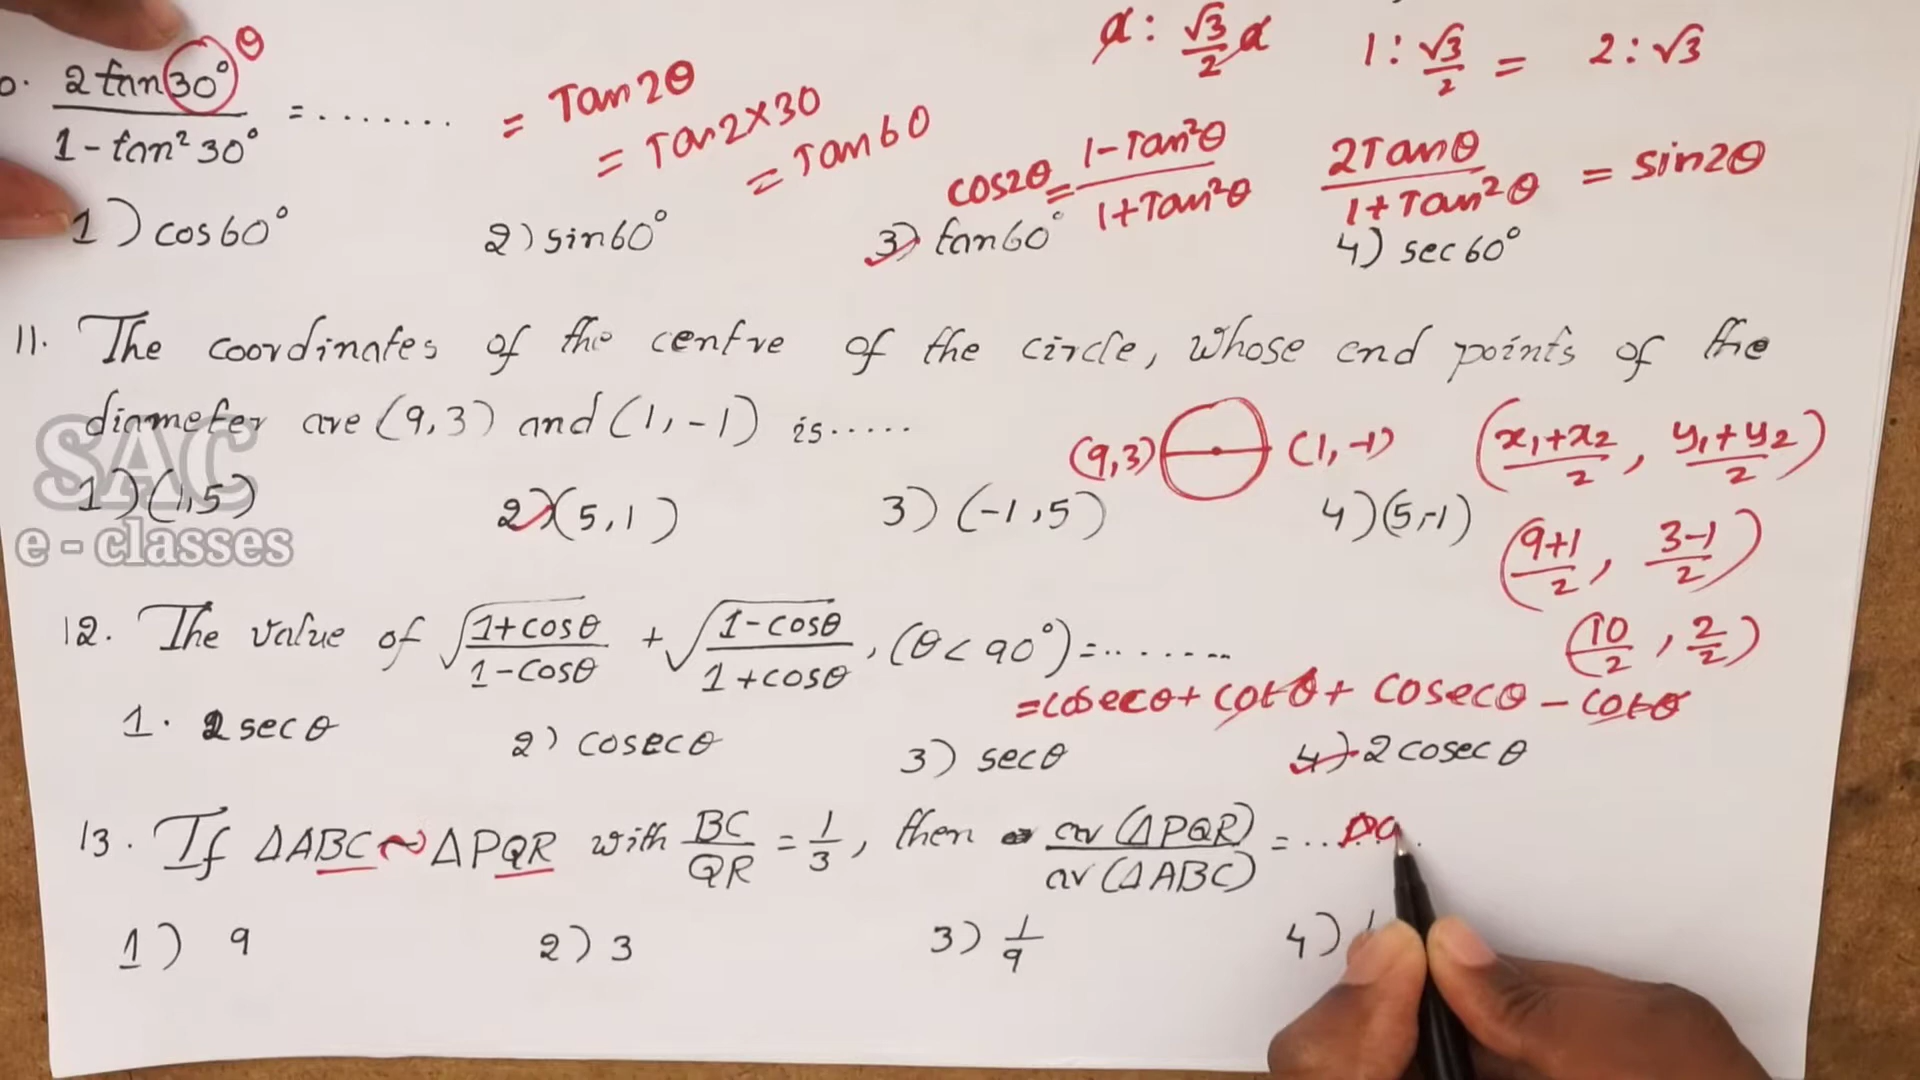 a : √3/2 a   1 : √3/2 = 2 : √3
0. 2 tan 30° / 1 - tan² 30° = ........ θ = Tan2θ
= Tan2×30
= Tan60
cos2θ = 1-Tan²θ / 1+Tan²θ   2Tanθ / 1+Tan²θ = sin2θ
1) cos60°   2) sin60°   3) tan60°   4) sec60°
11. The coordinates of the centre of the circle, whose end points of the
diameter are (9,3) and (1,-1) is.....
(9,3) (1,-1) (x₁+x₂/2, y₁+y₂/2)
1) (1,5)   2) (5,1)   3) (-1,5)   4) (5,-1)
(9+1/2, 3-1/2)
(10/2, 2/2)
SAC
e - classes
12. The value of √1+cosθ/1-cosθ + √1-cosθ/1+cosθ, (θ < 90°) = .......
= cosecθ + cotθ + cosecθ - cotθ
1. 2secθ   2) cosecθ   3) secθ   4) 2cosecθ
13. If ΔABC ~ ΔPQR with BC/QR = 1/3, then ar(ΔPQR)/ar(ΔABC) = ....
1) 9   2) 3   3) 1/9   4)